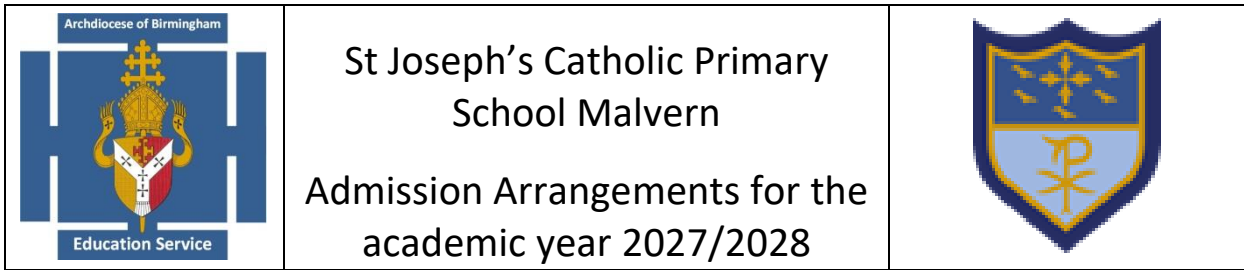 Archdiocese of Birmingham
Education Service
St Joseph’s Catholic Primary
School Malvern
Admission Arrangements for the
academic year 2027/2028